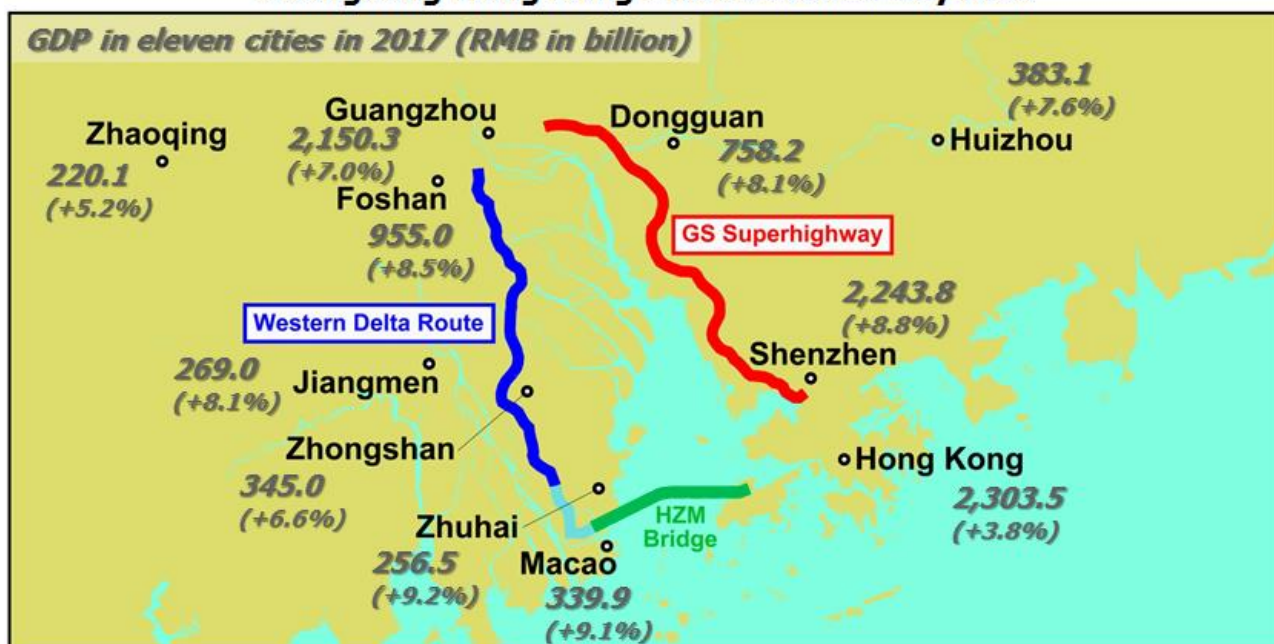 GDP in eleven cities in 2017 (RMB in billion)
383.1
(+7.6%)
Guangzhou
Dongguan
Zhaoqing
2,150.3
(+7.0%)
758.2
(+8.1%)
Huizhou
220.1
(+5.2%)
Foshan
955.0
(+8.5%)
GS Superhighway
Western Delta Route
2,243.8
(+8.8%)
Shenzhen
269.0
(+8.1%)
Jiangmen
Zhongshan
345.0
(+6.6%)
Hong Kong
2,303.5
(+3.8%)
Zhuhai
256.5
(+9.2%)
HZM
Bridge
Macao
339.9
(+9.1%)